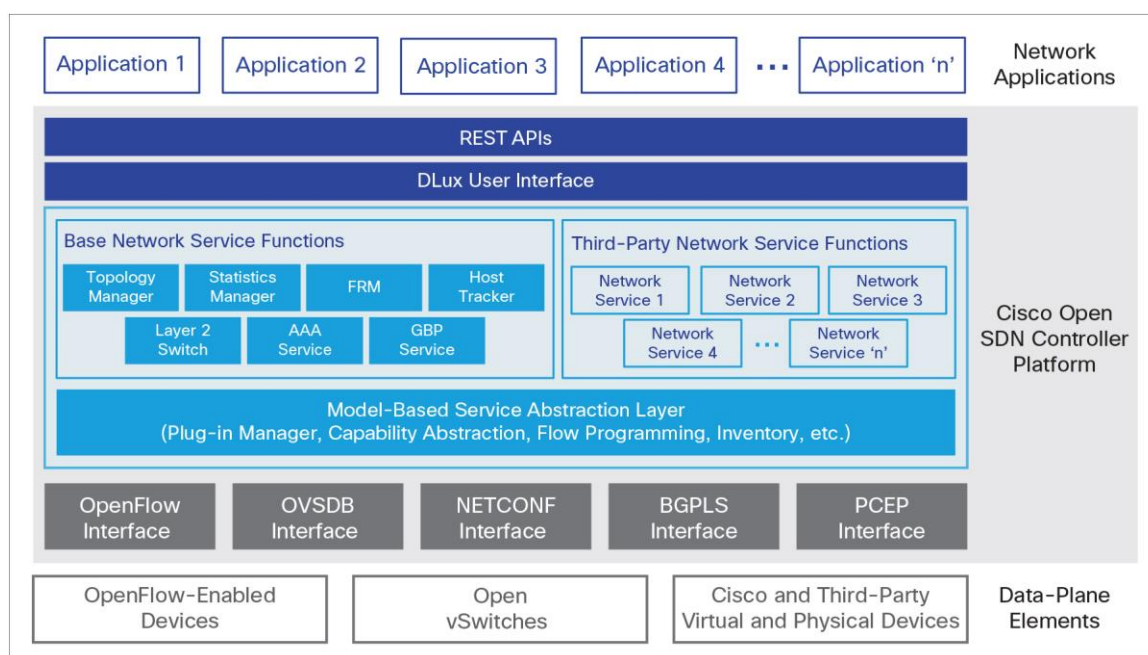 Application 1
Application 2
Application 3
Application 4
...
Application ‘n’
Network
Applications
REST APIs
DLux User Interface
Base Network Service Functions
Topology
Manager
Statistics
Manager
FRM
Host
Tracker
Layer 2
Switch
AAA
Service
GBP
Service
Third-Party Network Service Functions
Network
Service 1
Network
Service 2
Network
Service 3
Network
Service 4
...
Network
Service ‘n’
Model-Based Service Abstraction Layer
(Plug-in Manager, Capability Abstraction, Flow Programming, Inventory, etc.)
Cisco Open
SDN Controller
Platform
OpenFlow
Interface
OVSDB
Interface
NETCONF
Interface
BGPLS
Interface
PCEP
Interface
OpenFlow-Enabled
Devices
Open
vSwitches
Cisco and Third-Party
Virtual and Physical Devices
Data-Plane
Elements